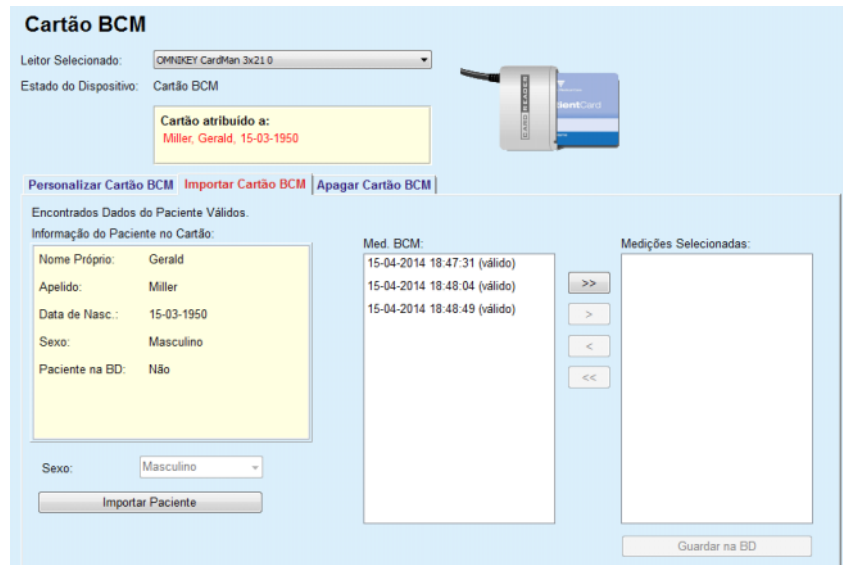 Cartão BCM
Leitor Selecionado: OMNIKEY CardMan 3x21 0
Estado do Dispositivo: Cartão BCM
CARD READER
tientCard
Cartão atribuído a:
Miller, Gerald, 15-03-1950
Personalizar Cartão BCM Importar Cartão BCM Apagar Cartão BCM
Encontrados Dados do Paciente Válidos.
Informação do Paciente no Cartão:
Nome Próprio: Gerald
Apelido: Miller
Data de Nasc.: 15-03-1950
Sexo: Masculino
Paciente na BD: Não
Sexo: Masculino
Importar Paciente
Med. BCM:
15-04-2014 18:47:31 (válido)
15-04-2014 18:48:04 (válido)
15-04-2014 18:48:49 (válido)
>>
>
<
<<
Medições Selecionadas:
Guardar na BD